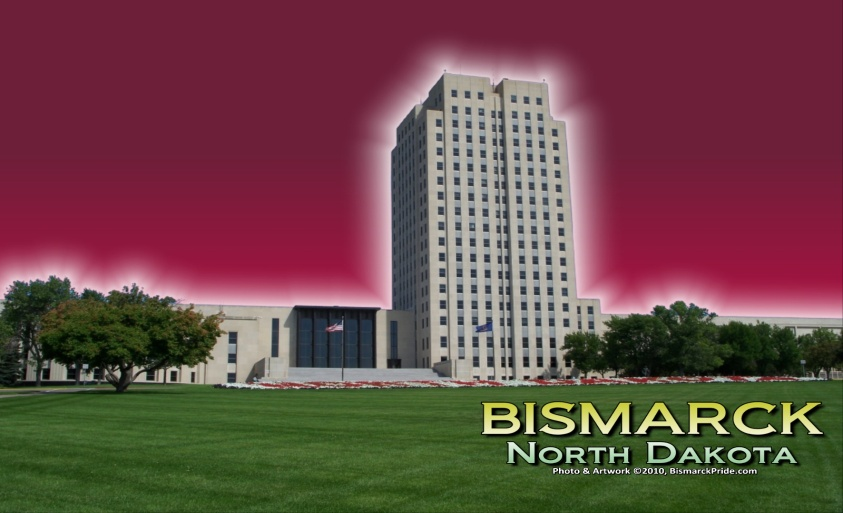 BISMARCK
North Dakota
Photo & Artwork ©2010, BismarckPride.com